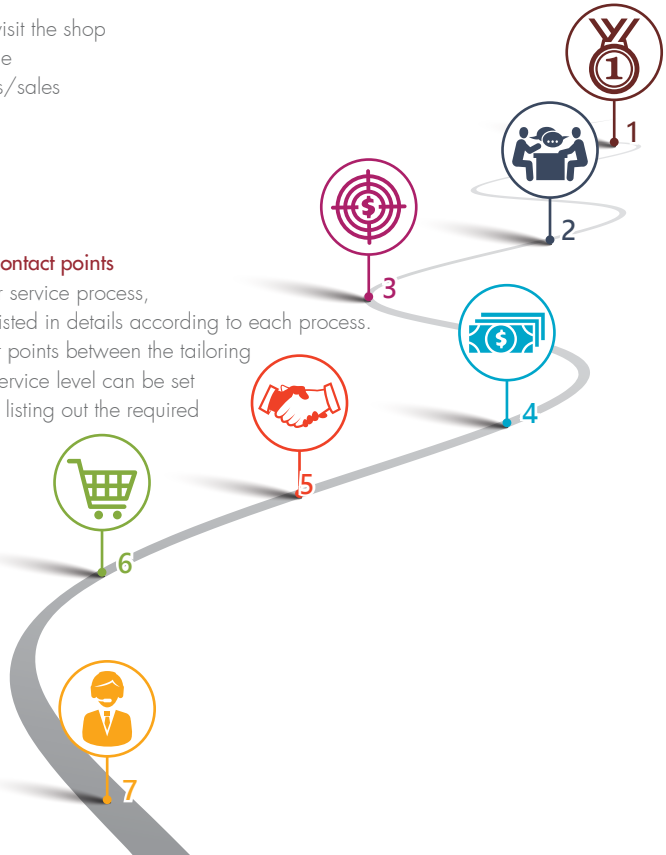 visit the shop
e
s/sales
1
2
ontact points
3
r service process,
isted in details according to each process.
t points between the tailoring
ervice level can be set
listing out the required
4
5
6
7
1
$
$